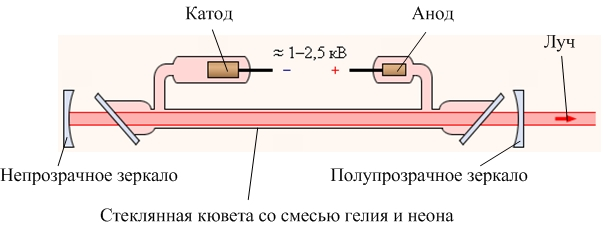 Катод
Анод
≈ 1–2,5 кВ
Луч
– +
Непрозрачное зеркало
Полупрозрачное зеркало
Стеклянная кювета со смесью гелия и неона